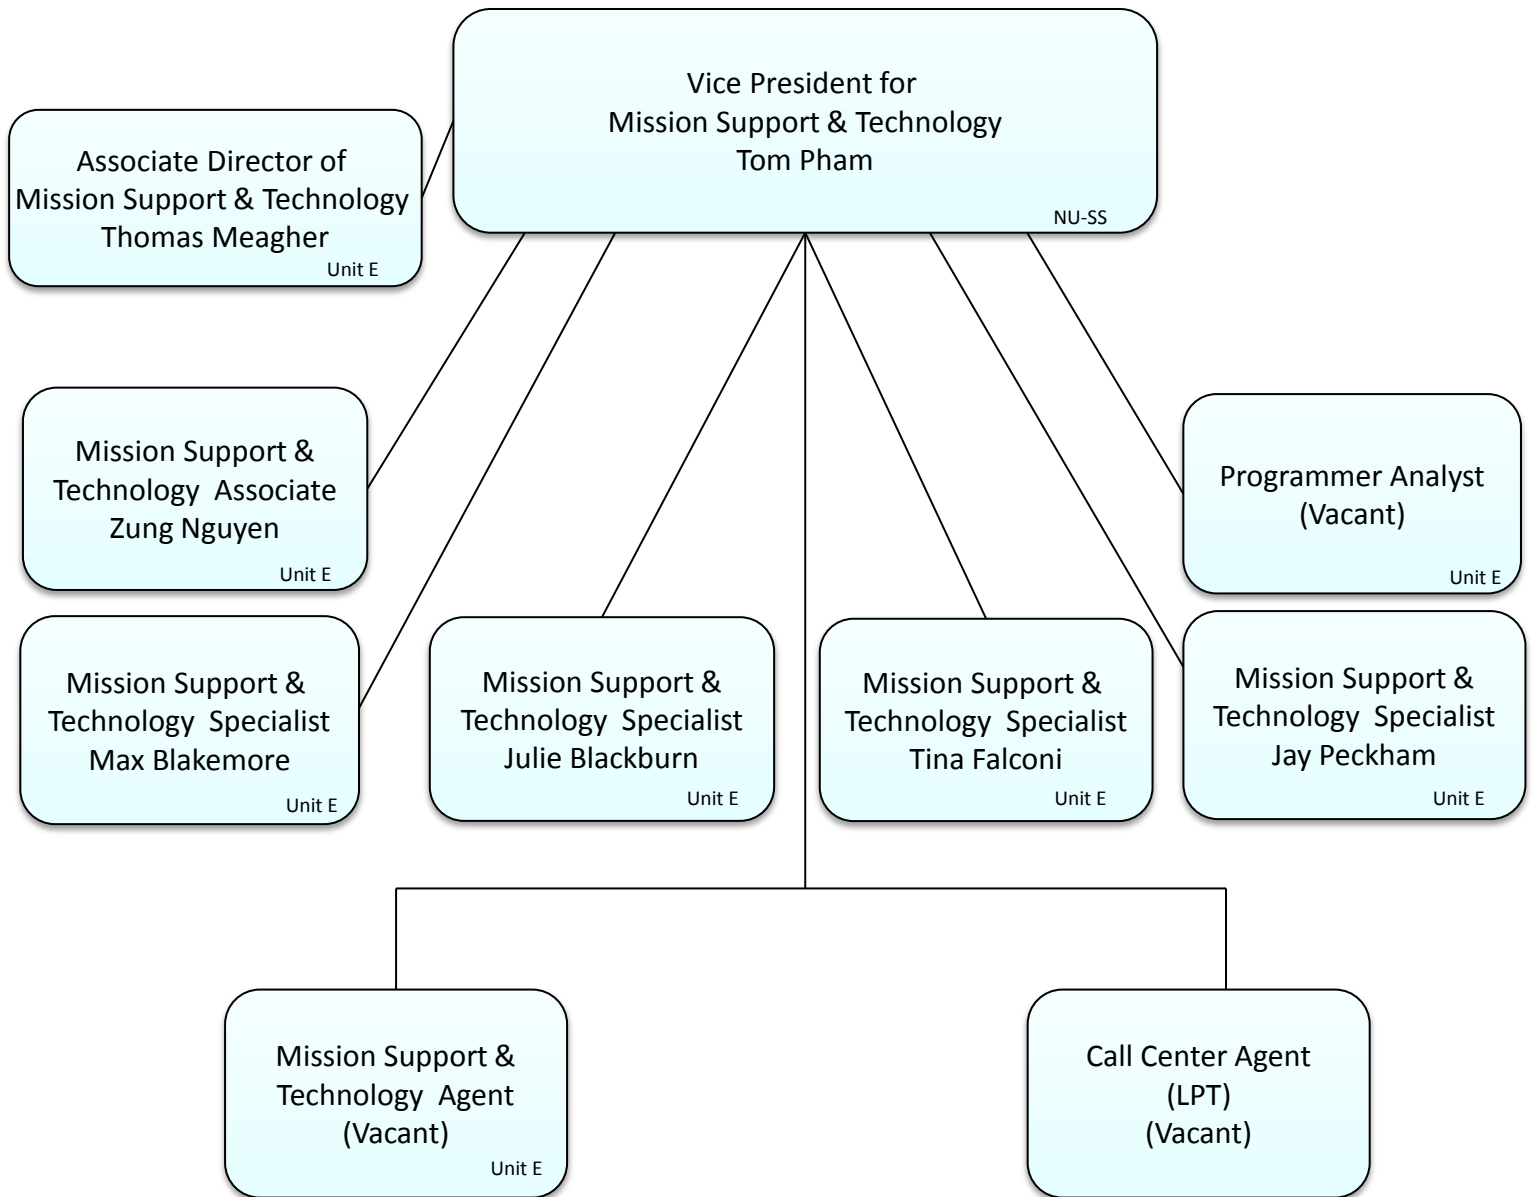 Vice President for
Mission Support & Technology
Tom Pham
NU-SS
Associate Director of
Mission Support & Technology
Thomas Meagher
Unit E
Mission Support &
Technology Associate
Zung Nguyen
Unit E
Programmer Analyst
(Vacant)
Unit E
Mission Support &
Technology Specialist
Max Blakemore
Unit E
Mission Support &
Technology Specialist
Julie Blackburn
Unit E
Mission Support &
Technology Specialist
Tina Falconi
Unit E
Mission Support &
Technology Specialist
Jay Peckham
Unit E
Mission Support &
Technology Agent
(Vacant)
Unit E
Call Center Agent
(LPT)
(Vacant)